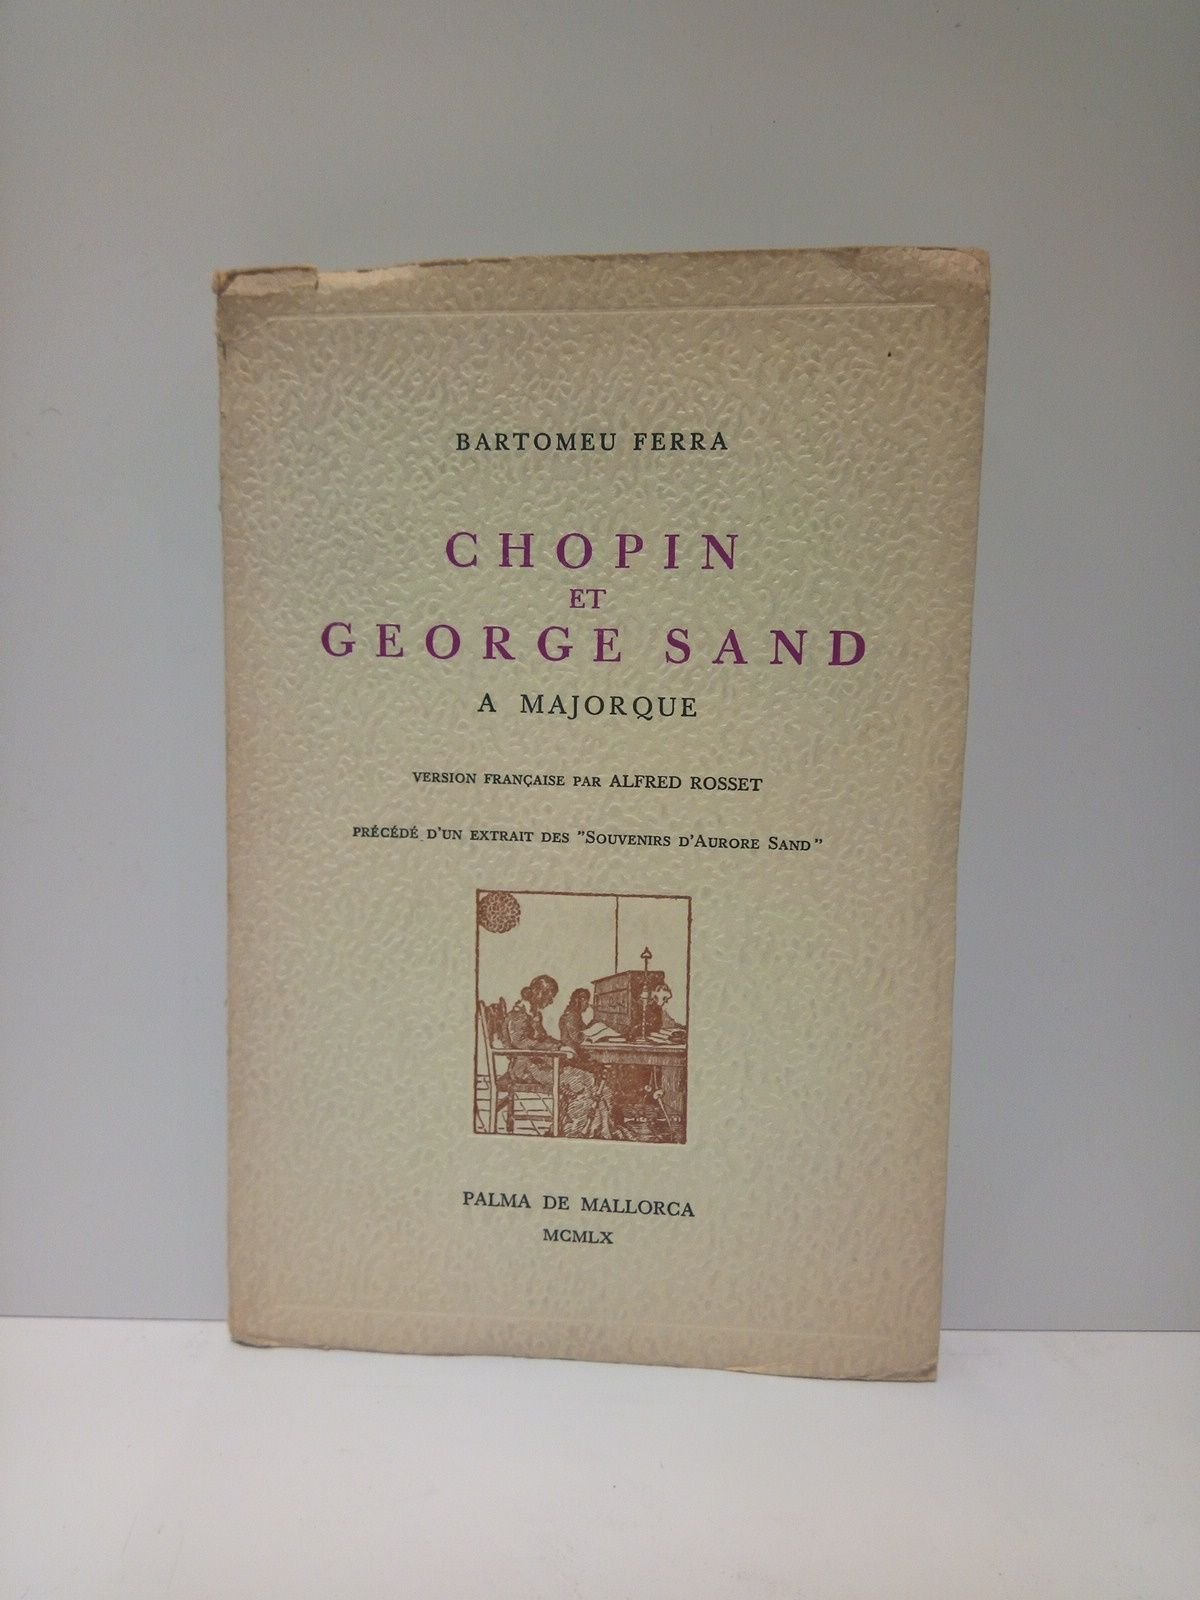 BARTOMEU FERRA
CHOPIN
ET
GEORGE SAND
A MAJORQUE
VERSION FRANÇAISE PAR ALFRED ROSSET
PRÉCÉDÉ D'UN EXTRAIT DES "SOUVENIRS D'AURORE SAND"
PALMA DE MALLORCA
MCMLX